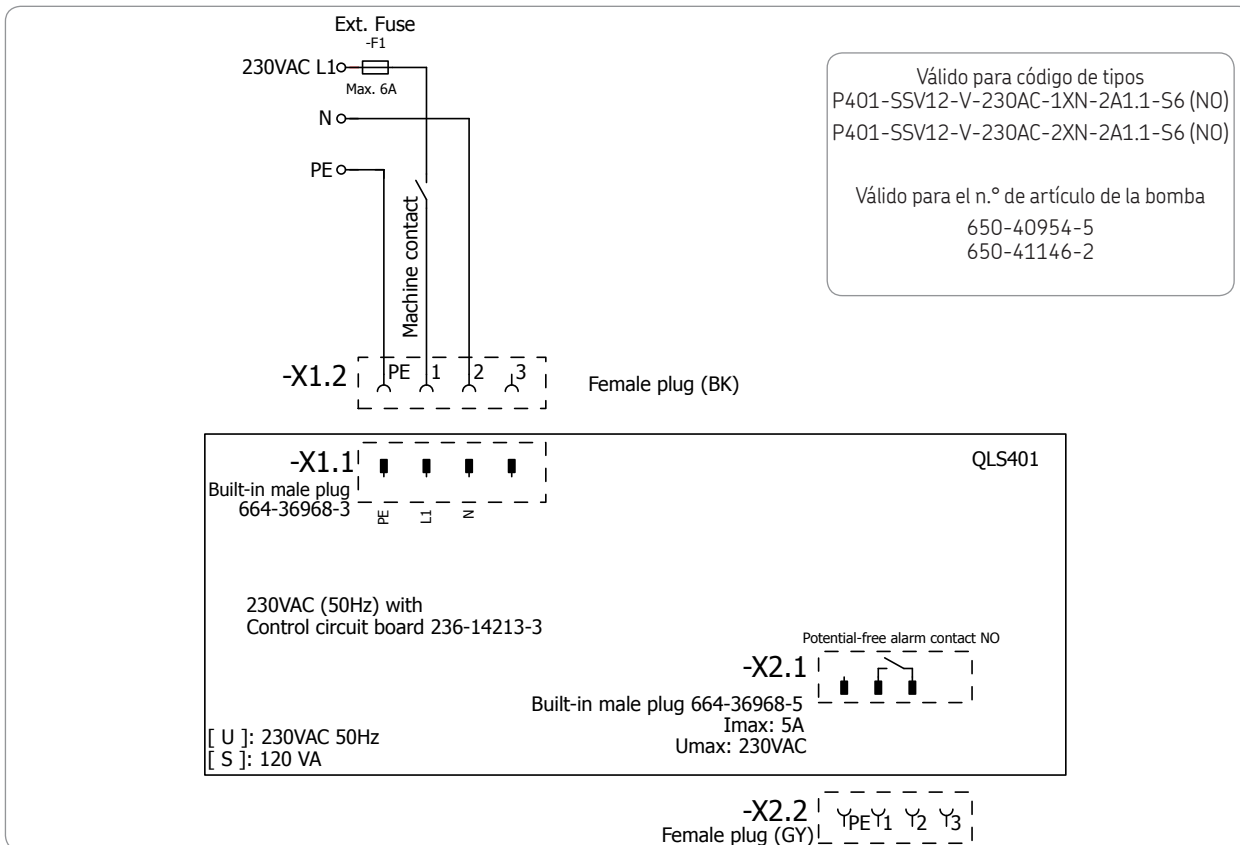 Ext. Fuse
-F1
230VAC L1
Max. 6A
N
PE
Machine contact
Válido para código de tipos
P401-SSV12-V-230AC-1XN-2A1.1-S6 (NO)
P401-SSV12-V-230AC-2XN-2A1.1-S6 (NO)
Válido para el n.° de artículo de la bomba
650-40954-5
650-41146-2
-X1.2 PE 1 2 3
Female plug (BK)
-X1.1
Built-in male plug
664-36968-3
PE L1 N
QLS401
230VAC (50Hz) with
Control circuit board 236-14213-3
Potential-free alarm contact NO
-X2.1
Built-in male plug 664-36968-5
Imax: 5A
Umax: 230VAC
[ U ]: 230VAC 50Hz
[ S ]: 120 VA
-X2.2 PE 1 2 3
Female plug (GY)